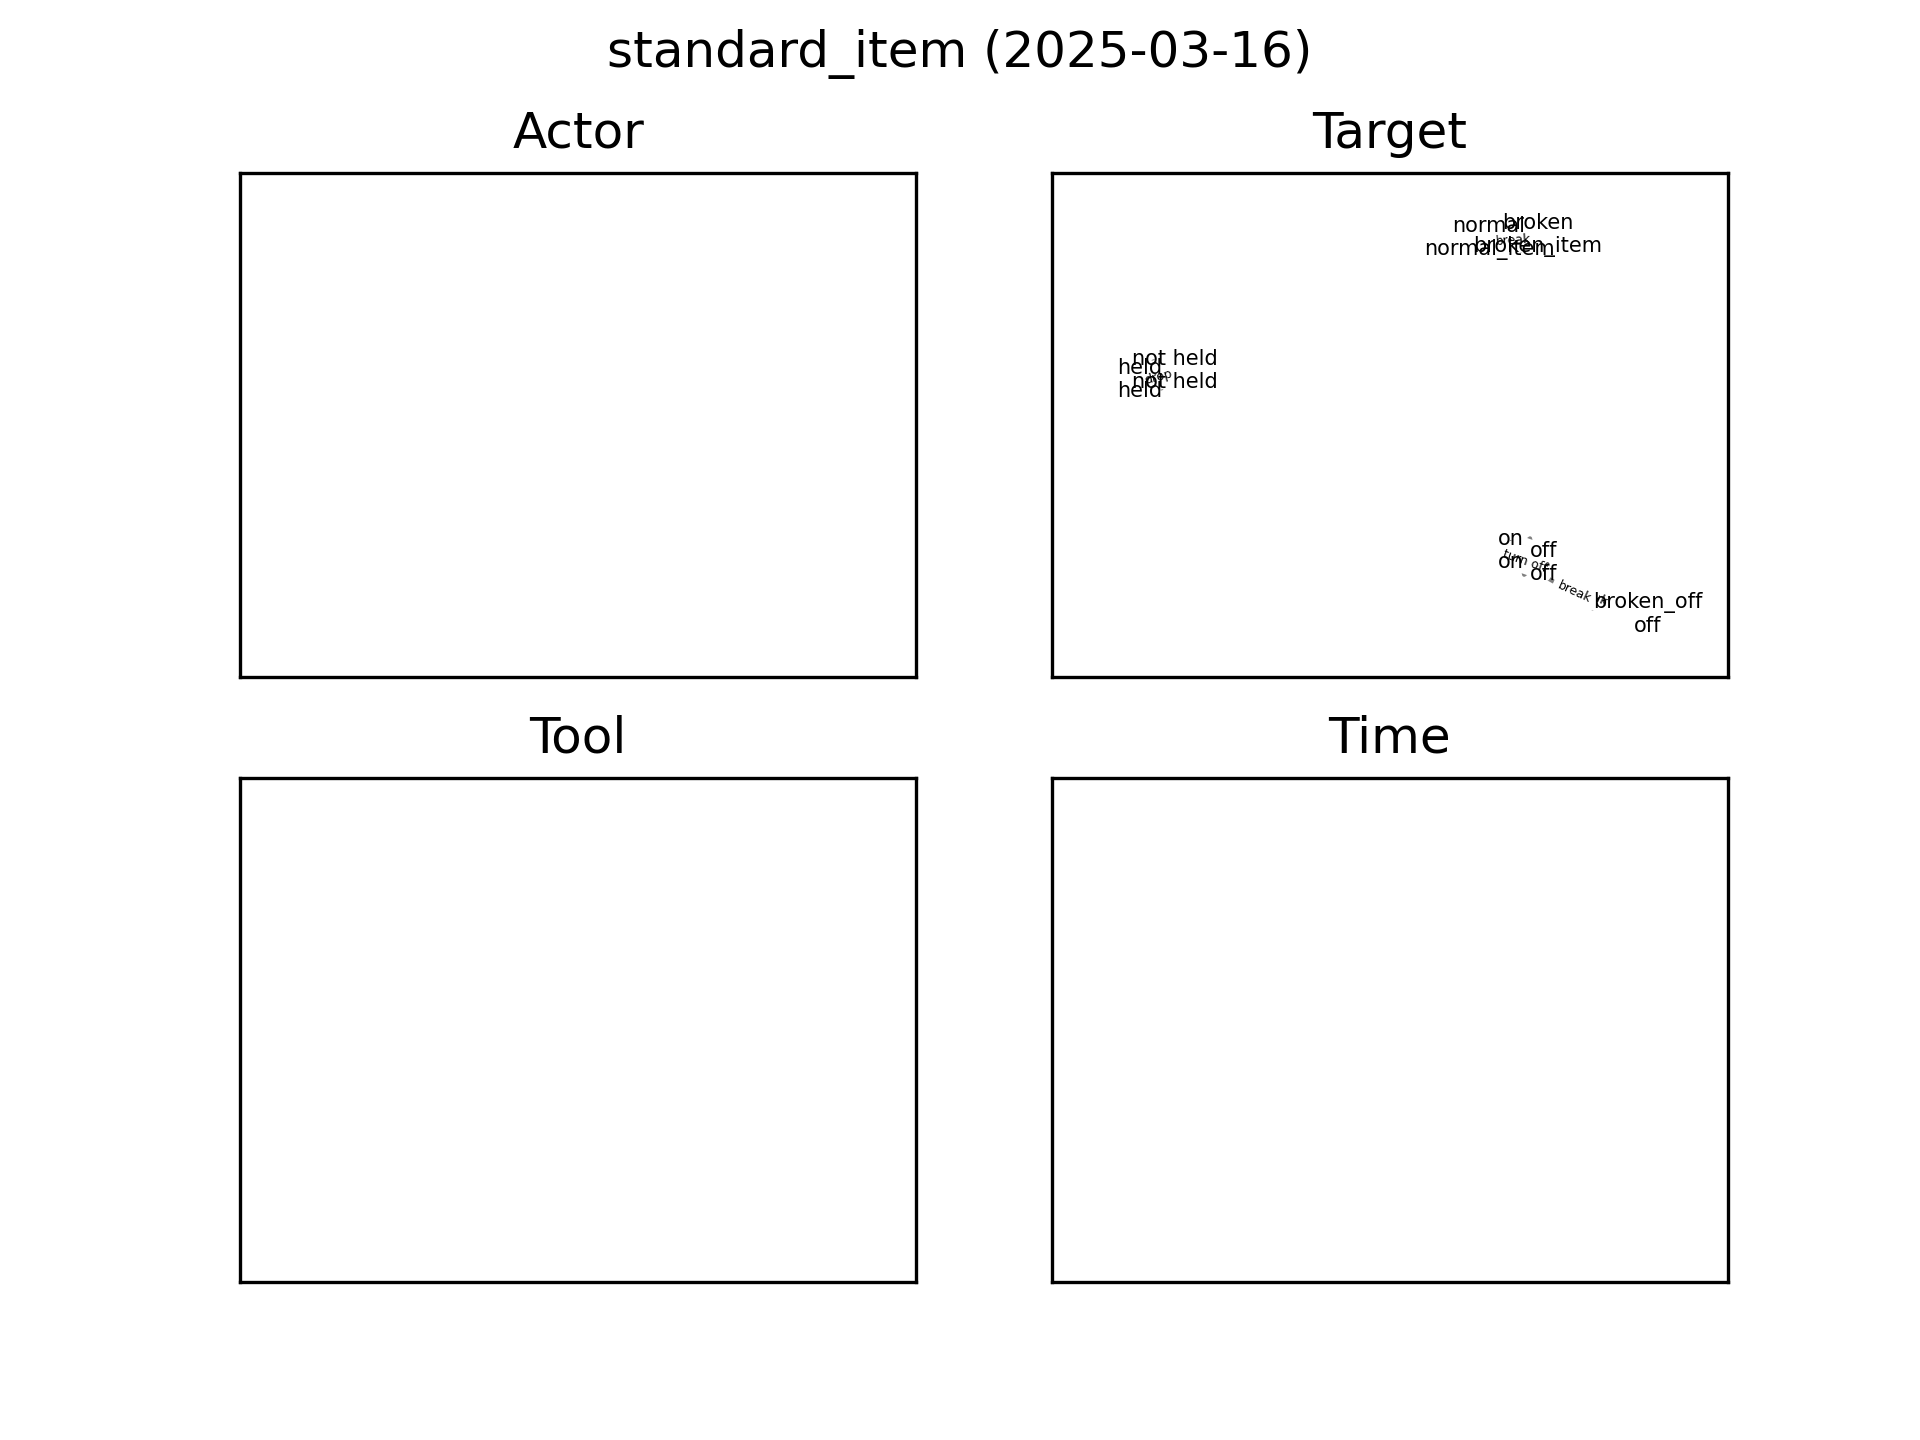 standard_item (2025-03-16)
Actor
Target
normal
broken
normal_item
broken_item
break
not held
held
not held
held
on
off
turn off
on
off
break
broken_off
off
Tool
Time